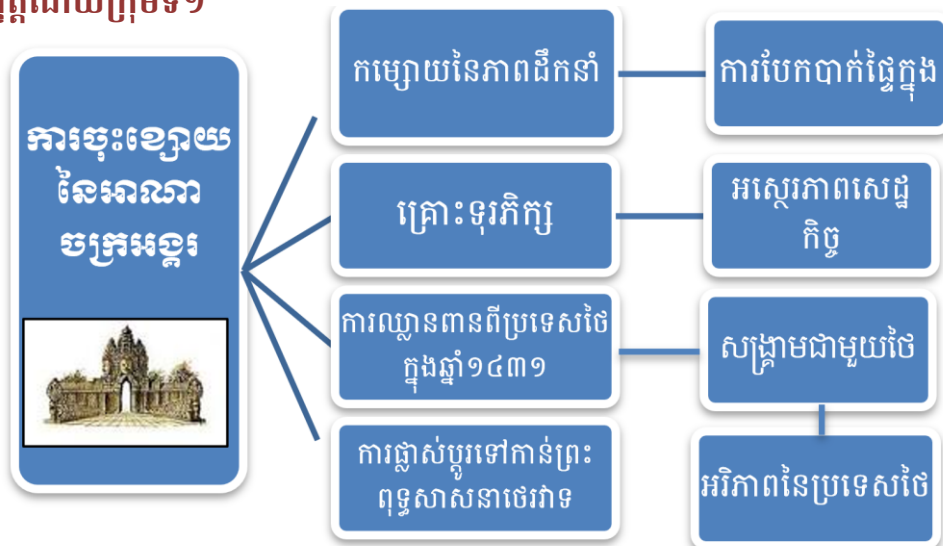 ក្រុមទី១
ការចុះខ្សោយ
នៃអាណា
ចក្រអង្គរ
កម្សោយនៃភាពដឹកនាំ
ការបែកបាក់ផ្ទៃក្នុង
គ្រោះទុរភិក្ស
អស្ថេរភាពសេដ្ឋ
កិច្ច
ការឈ្លានពានពីប្រទេសថៃ
ក្នុងឆ្នាំ១៤៣១
សង្គ្រាមជាមួយថៃ
ការផ្លាស់ប្តូរទៅកាន់ព្រះ
ពុទ្ធសាសនាថេរវាទ
អរិភាពនៃប្រទេសថៃ